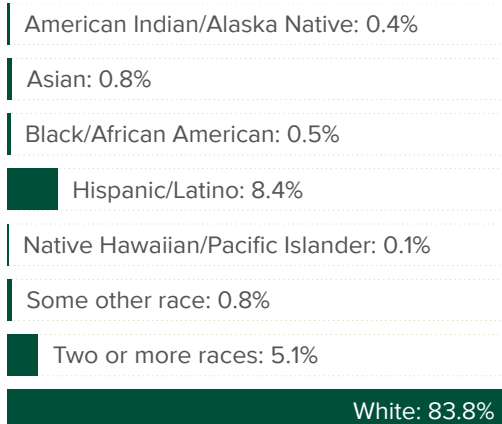 American Indian/Alaska Native: 0.4%
Asian: 0.8%
Black/African American: 0.5%
Hispanic/Latino: 8.4%
Native Hawaiian/Pacific Islander: 0.1%
Some other race: 0.8%
Two or more races: 5.1%
White: 83.8%